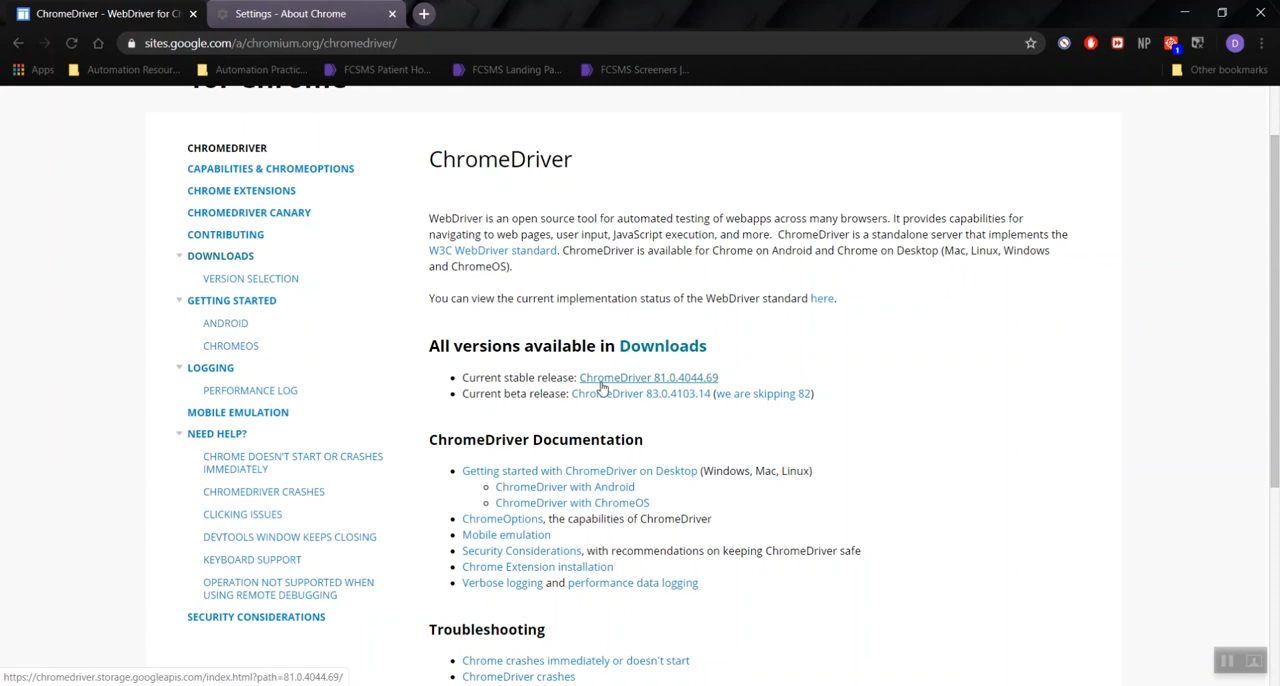 ChromeDriver - WebDriver for C
Settings - About Chrome
sites.google.com/a/chromium.org/chromedriver/
NP
1
D
Apps
Automation Resour...
Automation Practic...
FCSMS Patient Ho...
FCSMS Landing Pa...
FCSMS Screeners |...
Other bookmarks
for Chrome
CHROMEDRIVER
CAPABILITIES & CHROMEOPTIONS
CHROME EXTENSIONS
CHROMEDRIVER CANARY
CONTRIBUTING
DOWNLOADS
VERSION SELECTION
GETTING STARTED
ANDROID
CHROMEOS
LOGGING
PERFORMANCE LOG
MOBILE EMULATION
NEED HELP?
CHROME DOESN'T START OR CRASHES
IMMEDIATELY
CHROMEDRIVER CRASHES
CLICKING ISSUES
DEVTOOLS WINDOW KEEPS CLOSING
KEYBOARD SUPPORT
OPERATION NOT SUPPORTED WHEN
USING REMOTE DEBUGGING
SECURITY CONSIDERATIONS
ChromeDriver
WebDriver is an open source tool for automated testing of webapps across many browsers. It provides capabilities for
navigating to web pages, user input, JavaScript execution, and more. ChromeDriver is a standalone server that implements the
W3C WebDriver standard. ChromeDriver is available for Chrome on Android and Chrome on Desktop (Mac, Linux, Windows
and ChromeOS).
You can view the current implementation status of the WebDriver standard here.
All versions available in Downloads
Current stable release: ChromeDriver 81.0.4044.69
Current beta release: ChromeDriver 83.0.4103.14 (we are skipping 82)
ChromeDriver Documentation
Getting started with ChromeDriver on Desktop (Windows, Mac, Linux)
ChromeDriver with Android
ChromeDriver with ChromeOS
ChromeOptions, the capabilities of ChromeDriver
Mobile emulation
Security Considerations, with recommendations on keeping ChromeDriver safe
Chrome Extension installation
Verbose logging and performance data logging
Troubleshooting
Chrome crashes immediately or doesn't start
ChromeDriver crashes
https://chromedriver.storage.googleapis.com/index.html?path=81.0.4044.69/